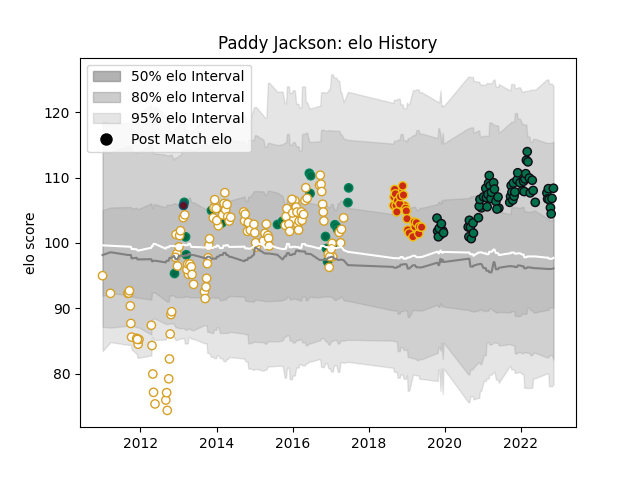 Paddy Jackson: elo History
50% elo Interval
80% elo Interval
95% elo Interval
Post Match elo
elo score
120
110
100
90
80
2012 2014 2016 2018 2020 2022